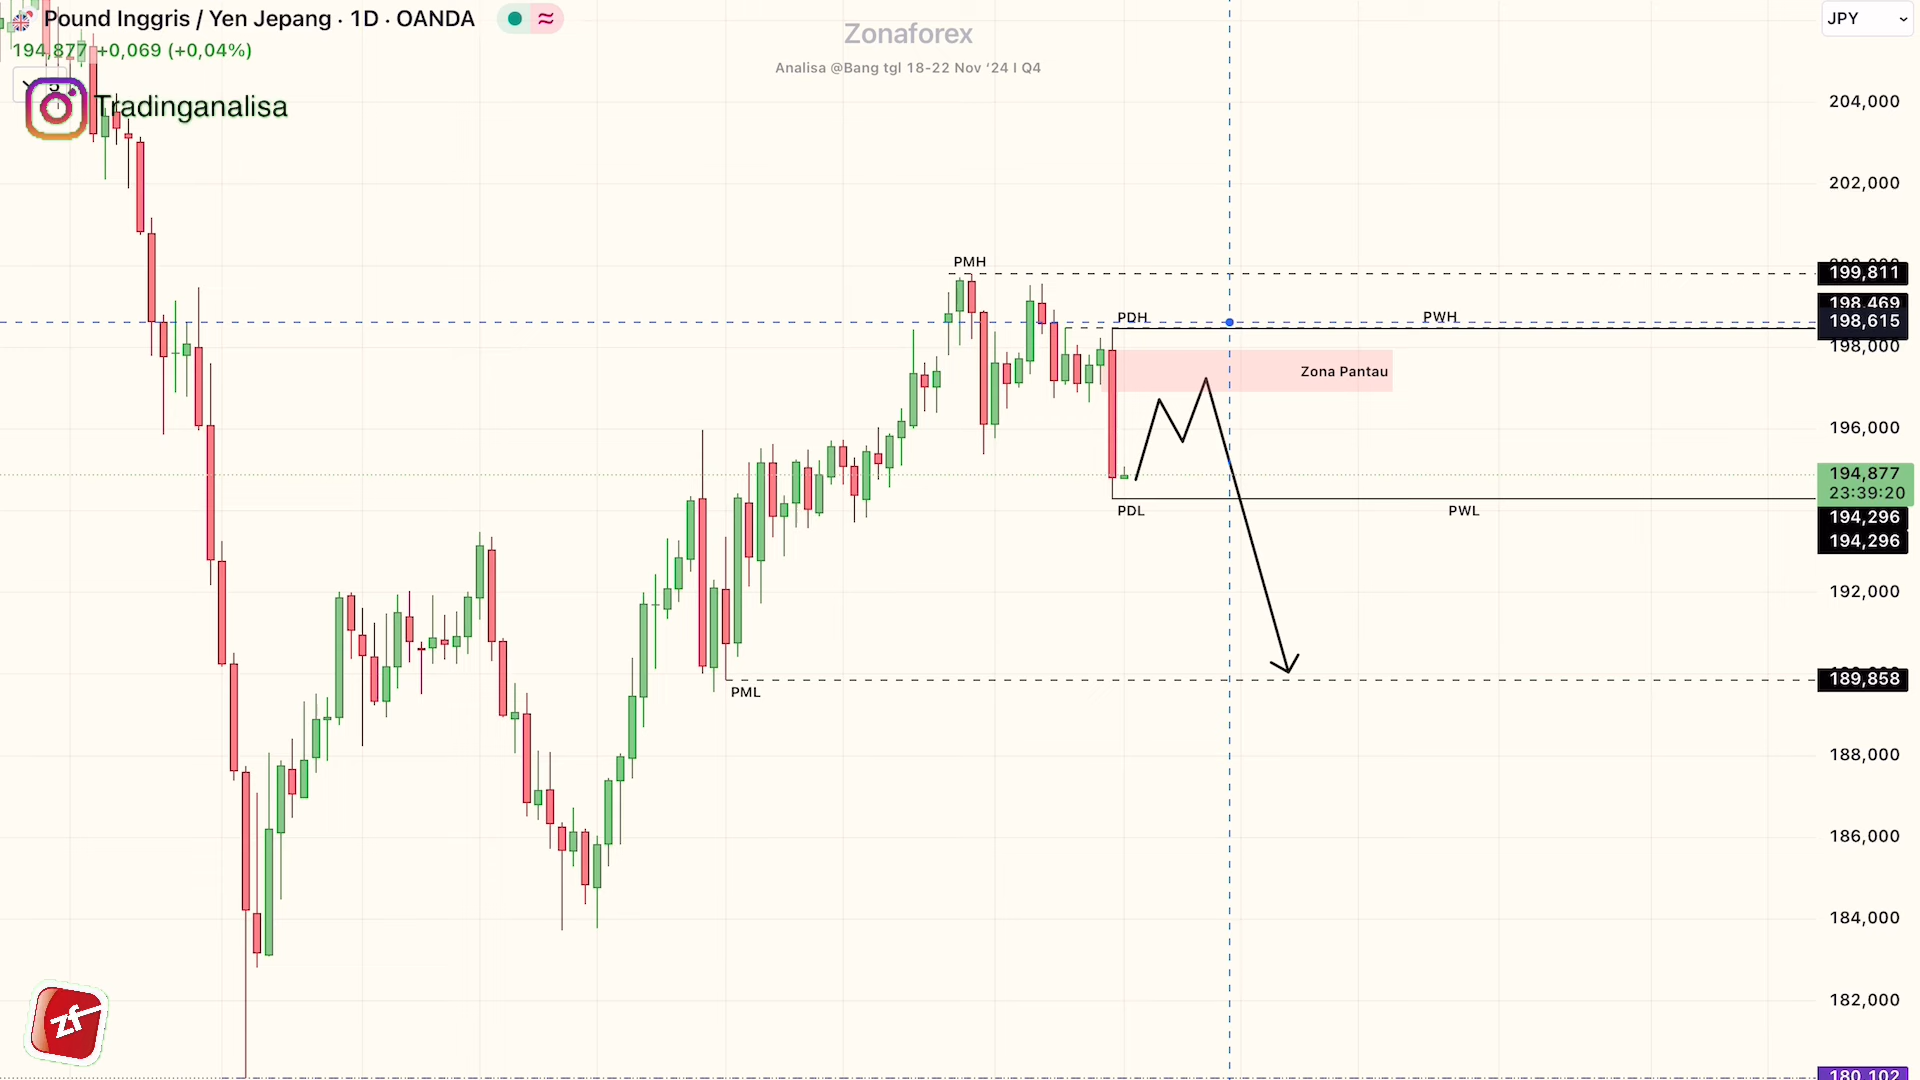 Pound Inggris / Yen Jepang · 1D · OANDA
194,877 +0,069 (+0,04%)
Tradinganalisa
Zonaforex
Analisa @Bang tgl 18-22 Nov ‘24 I Q4
JPY
204,000
202,000
PMH
199,811
198,469
PDH
PWH
198,615
198,000
Zona Pantau
196,000
194,877
23:39:20
PDL
PWL
194,296
194,296
192,000
189,858
PML
188,000
186,000
184,000
182,000
zf
180,102